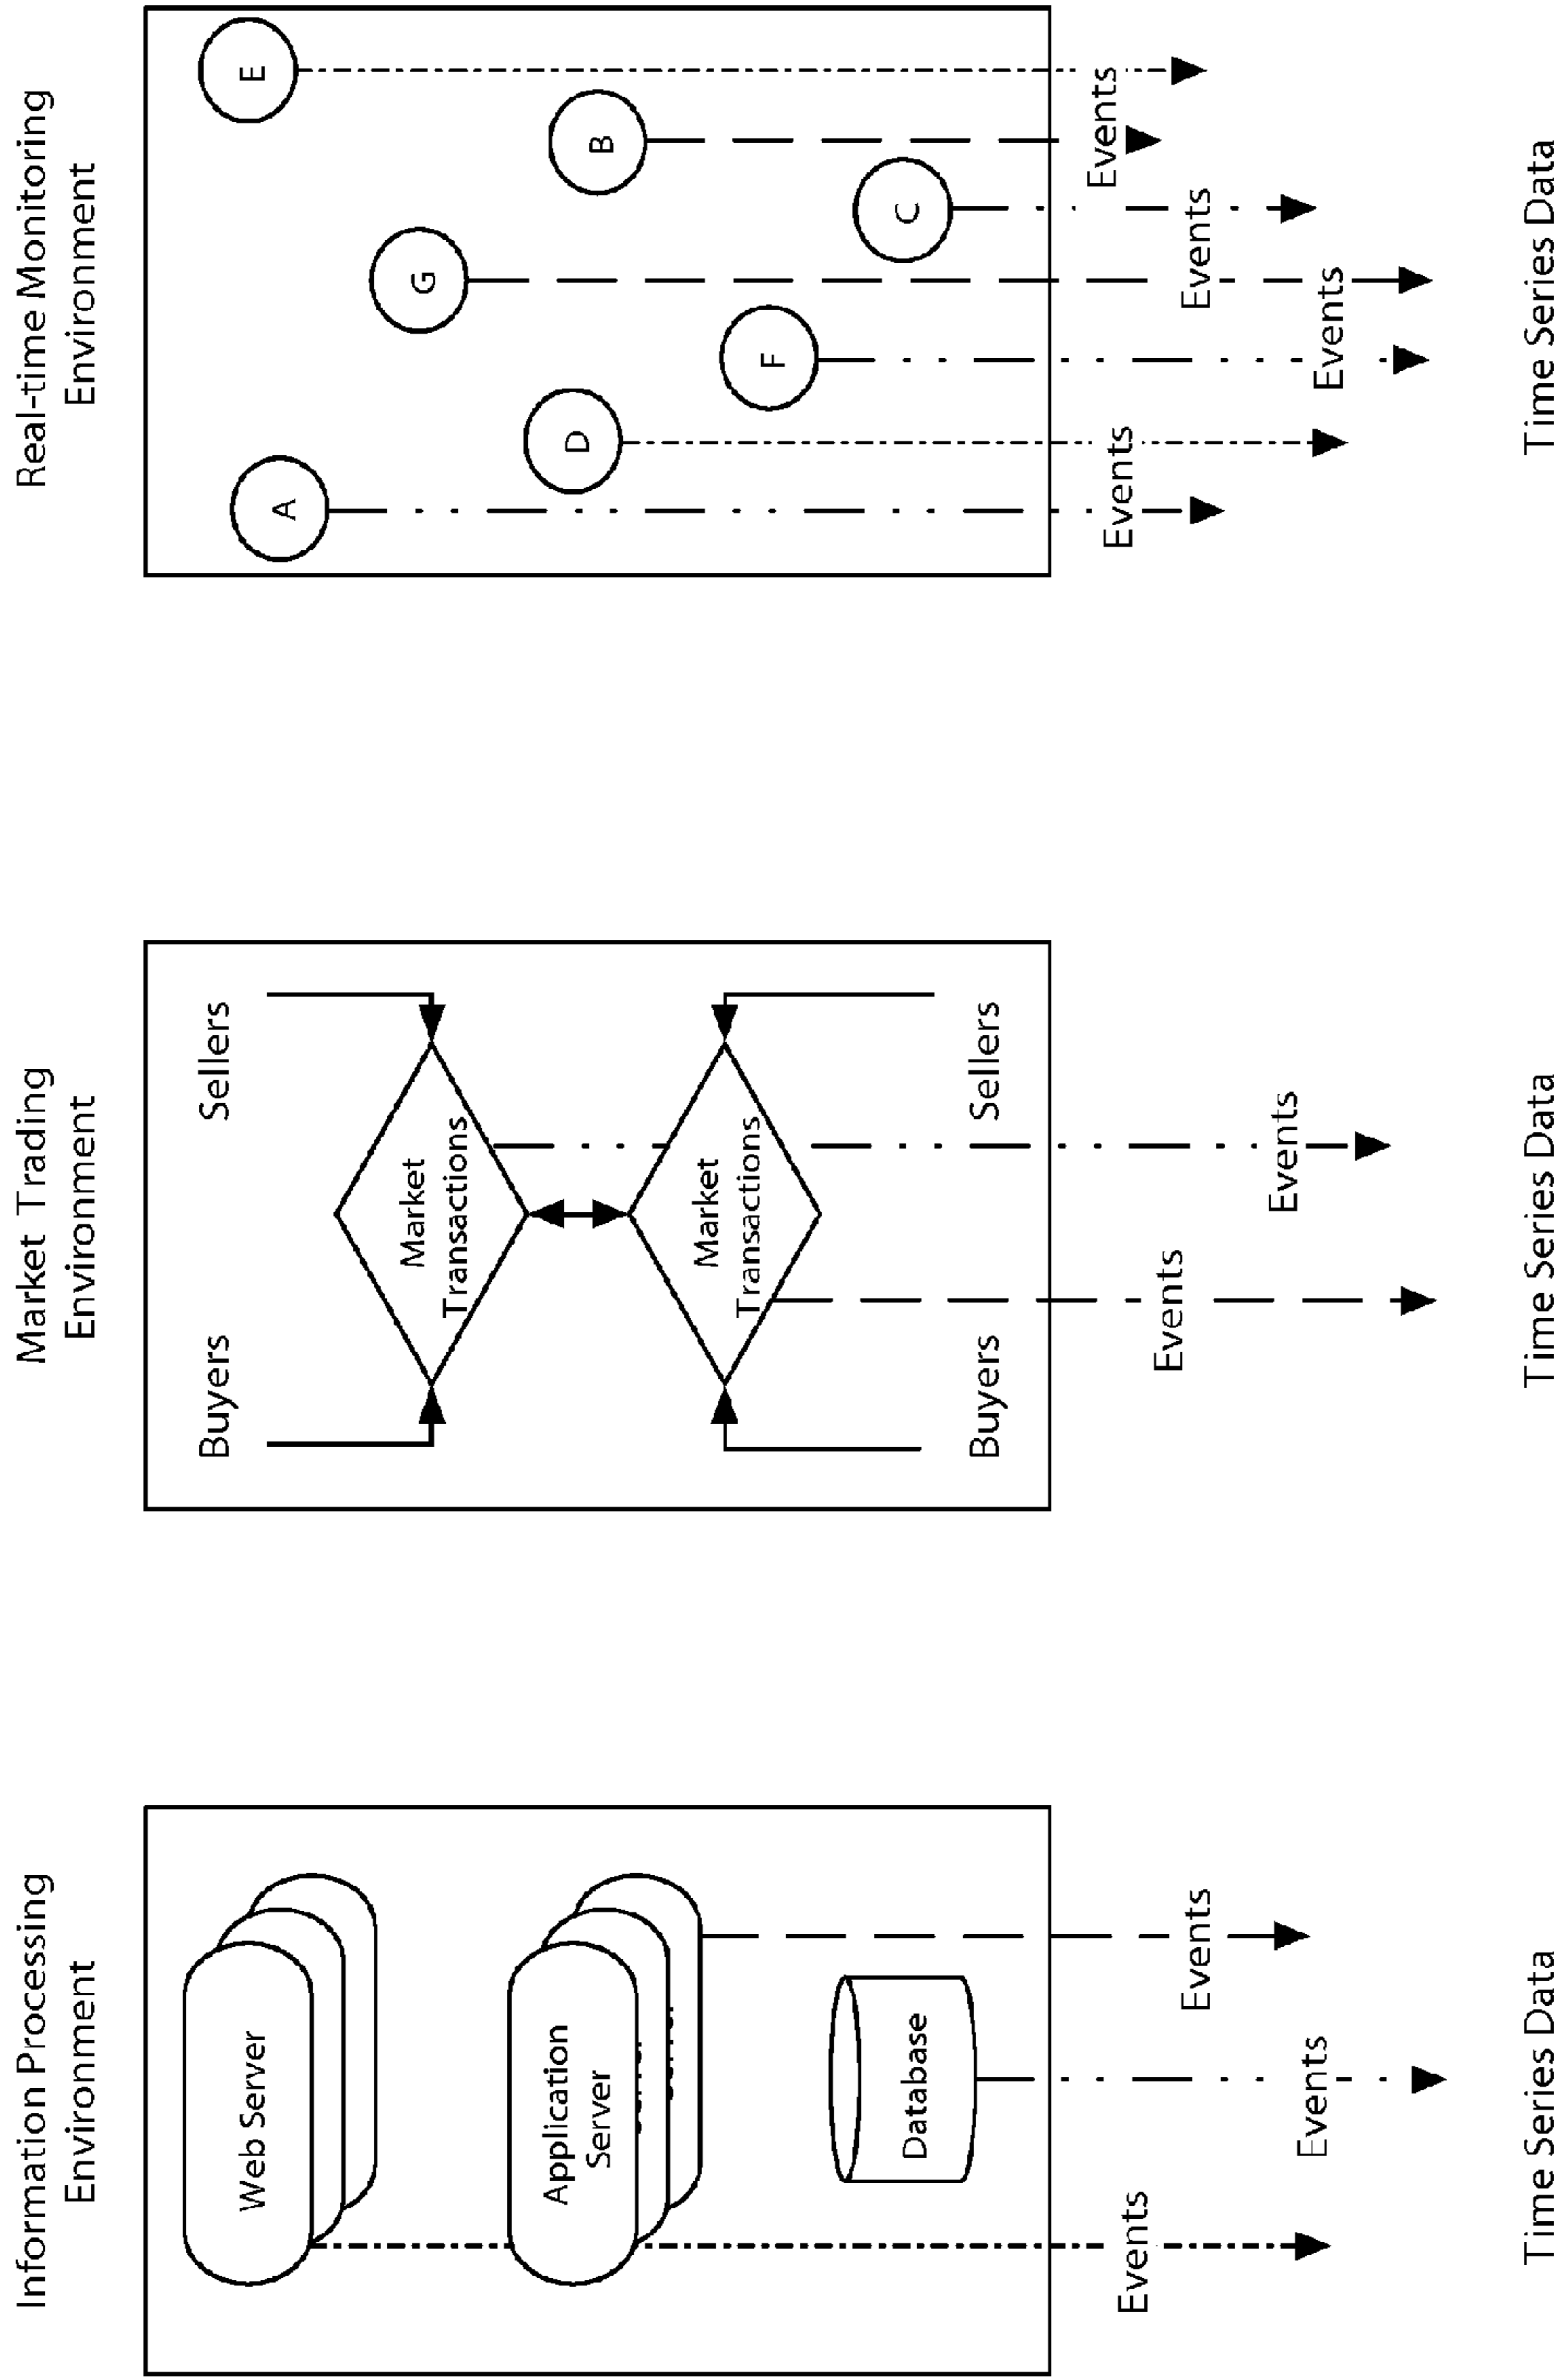 Information Processing
Environment
Web Server
Application
Server
Database
Events
Events
Events
Time Series Data
Market Trading
Environment
Buyers
Sellers
Market
Transactions
Market
Transactions
Buyers
Sellers
Events
Events
Time Series Data
Real-time Monitoring
Environment
A
E
G
D
B
F
C
Events
Events
Events
Events
Time Series Data